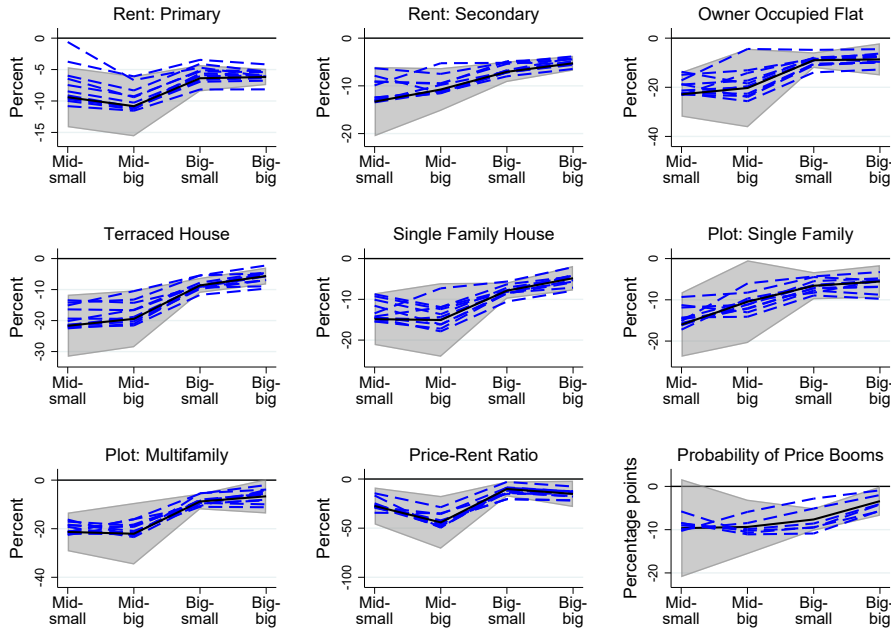 Rent: Primary
Rent: Secondary
Owner Occupied Flat
Percent
0
-5
-10
-15
Mid-small
Mid-big
Big-small
Big-big
Percent
0
-10
-20
Mid-small
Mid-big
Big-small
Big-big
Percent
0
-20
-40
Mid-small
Mid-big
Big-small
Big-big
Terraced House
Single Family House
Plot: Single Family
Percent
0
-10
-20
-30
Mid-small
Mid-big
Big-small
Big-big
Percent
0
-10
-20
Mid-small
Mid-big
Big-small
Big-big
Percent
0
-10
-20
Mid-small
Mid-big
Big-small
Big-big
Plot: Multifamily
Price-Rent Ratio
Probability of Price Booms
Percent
0
-20
-40
Mid-small
Mid-big
Big-small
Big-big
Percent
0
-50
-100
Mid-small
Mid-big
Big-small
Big-big
Percentage points
0
-10
-20
Mid-small
Mid-big
Big-small
Big-big